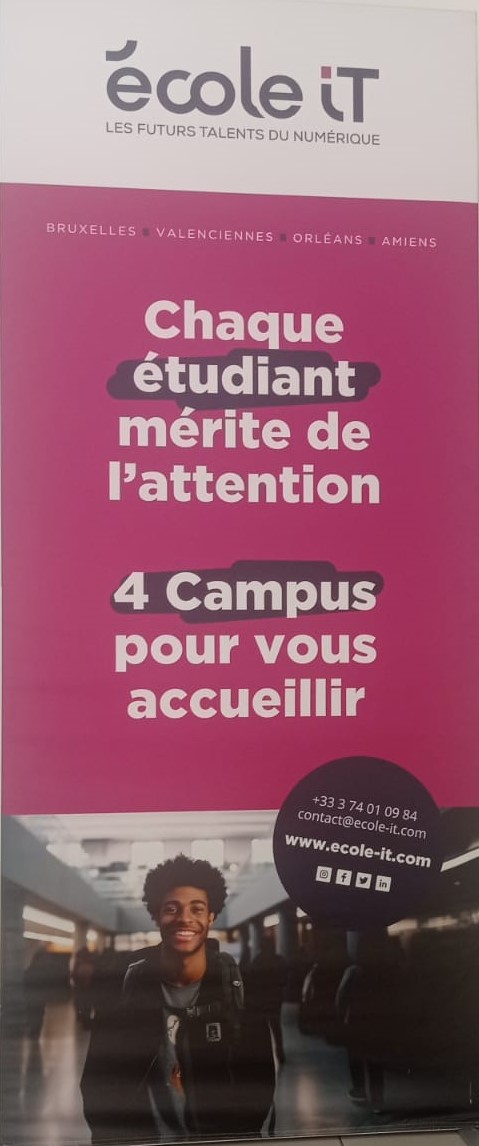 école iT
LES FUTURS TALENTS DU NUMÉRIQUE
BRUXELLES ▪ VALENCIENNES ▪ ORLÉANS ▪ AMIENS
Chaque
étudiant
mérite de
l'attention
4 Campus
pour vous
accueillir
+33 3 74 01 09 84
contact@ecole-it.com
www.ecole-it.com